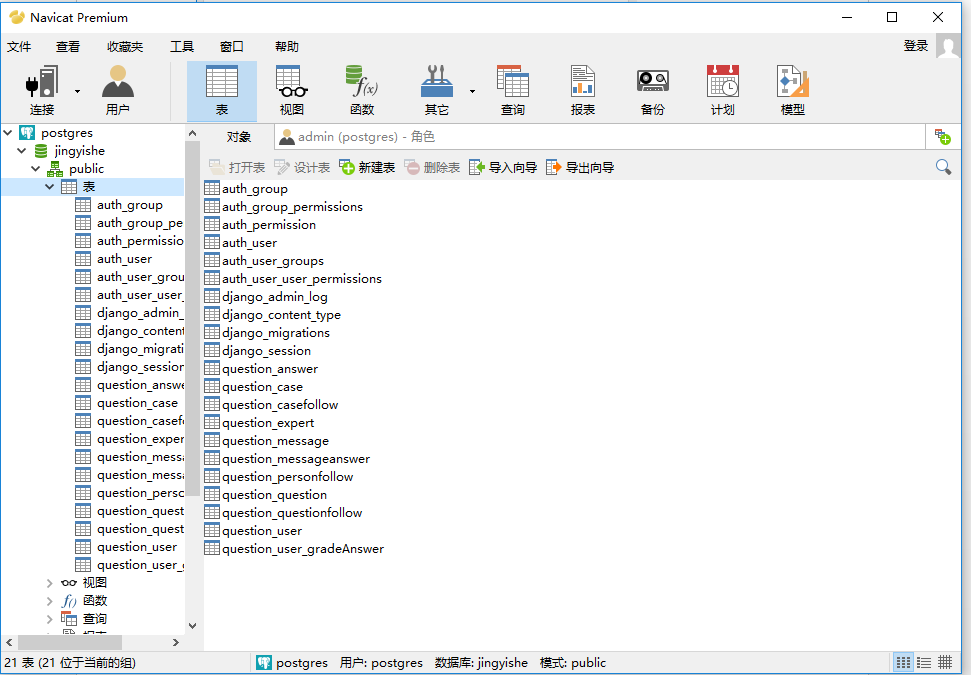 Navicat Premium
文件 查看 收藏夹 工具 窗口 帮助 登录
连接 用户 表 视图 函数 其它 查询 报表 备份 计划 模型
对象 admin (postgres) - 角色
打开表 设计表 新建表 删除表 导入向导 导出向导
postgres
jingyishe
public
表
auth_group
auth_group_pe
auth_permissio
auth_user
auth_user_grou
auth_user_user_
django_admin_
django_content
django_migrati
django_session
question_answe
question_case
question_casef
question_exper
question_messa
question_messa
question_perso
question_quest
question_quest
question_user
question_user_g
视图
函数
查询
auth_group
auth_group_permissions
auth_permission
auth_user
auth_user_groups
auth_user_user_permissions
django_admin_log
django_content_type
django_migrations
django_session
question_answer
question_case
question_casefollow
question_expert
question_message
question_messageanswer
question_personfollow
question_question
question_questionfollow
question_user
question_user_gradeAnswer
21 表 (21 位于当前的组) postgres 用户: postgres 数据库: jingyishe 模式: public